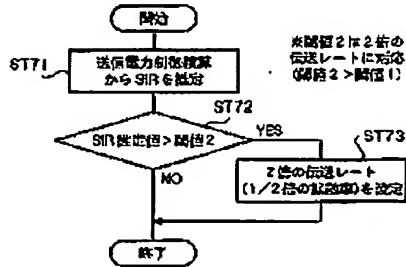 開始
ST71
送信電力制御積算
からSIRを推定
※閾値2は2倍の
伝送レートに対応
(閾値2>閾値1)
ST72
SIR推定値>閾値2
YES
NO
ST73
2倍の伝送レート
(1/2倍の拡散率)を設定
終了